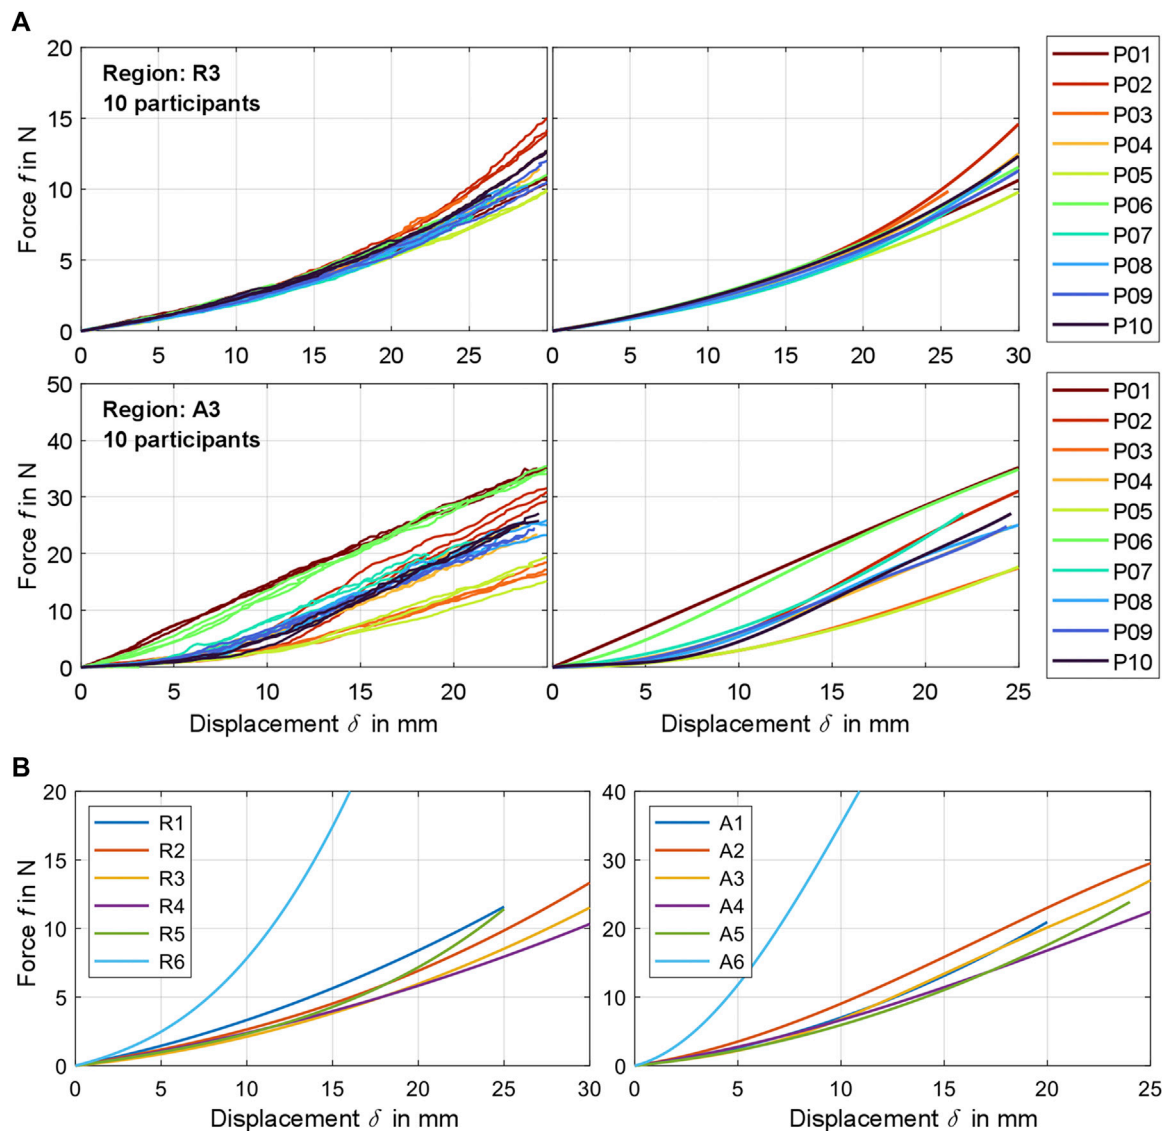 A
Region: R3
10 participants
Force f in N
20
15
10
5
0
0 5 10 15 20 25
0 5 10 15 20 25 30
P01
P02
P03
P04
P05
P06
P07
P08
P09
P10
Region: A3
10 participants
Force f in N
50
40
30
20
10
0
0 5 10 15 20
0 5 10 15 20 25
Displacement δ in mm
Displacement δ in mm
P01
P02
P03
P04
P05
P06
P07
P08
P09
P10
B
Force f in N
20
15
10
5
0
R1
R2
R3
R4
R5
R6
0 5 10 15 20 25 30
Displacement δ in mm
40
30
20
10
0
A1
A2
A3
A4
A5
A6
0 5 10 15 20 25
Displacement δ in mm